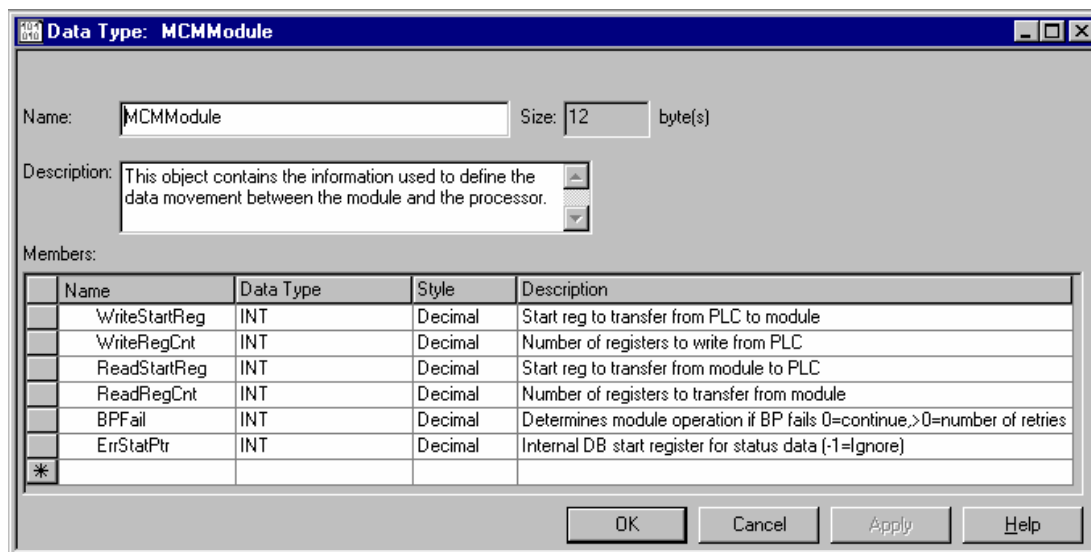 Data Type: MCMModule
Name: MCMModule Size: 12 byte(s)
Description: This object contains the information used to define the
data movement between the module and the processor.
Members:
Name Data Type Style Description
WriteStartReg INT Decimal Start reg to transfer from PLC to module
WriteRegCnt INT Decimal Number of registers to write from PLC
ReadStartReg INT Decimal Start reg to transfer from module to PLC
ReadRegCnt INT Decimal Number of registers to transfer from module
BPFail INT Decimal Determines module operation if BP fails 0=continue,>0=number of retries
ErrStatPtr INT Decimal Internal DB start register for status data (-1=Ignore)
OK Cancel Apply Help